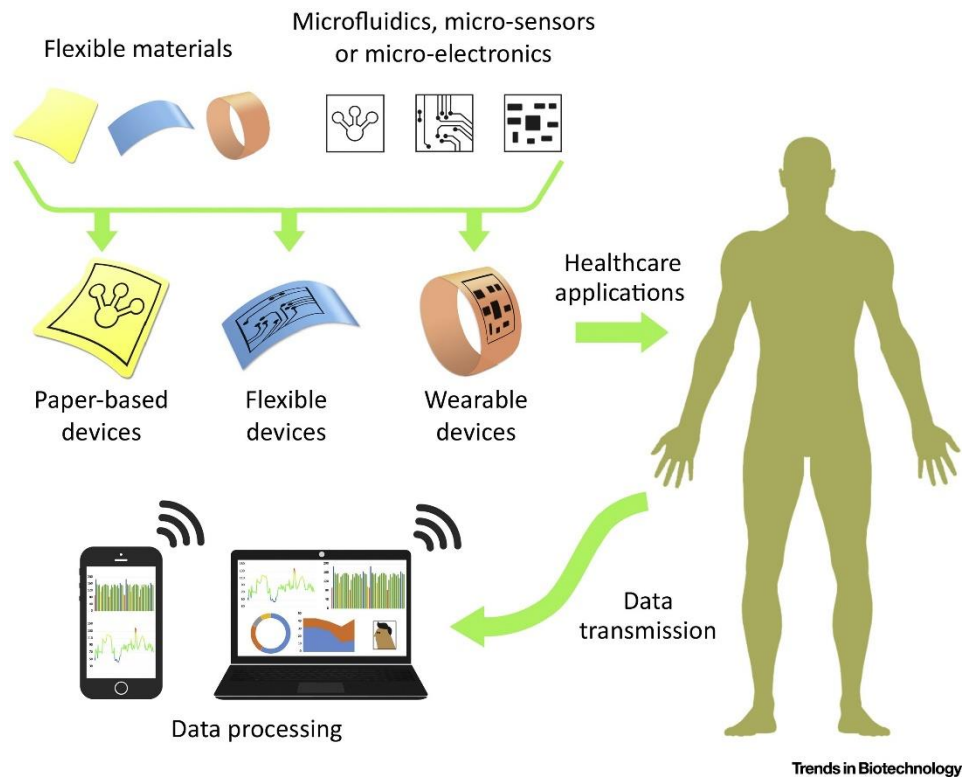 Flexible materials
Microfluidics, micro-sensors
or micro-electronics
Healthcare
applications
Paper-based
devices
Flexible
devices
Wearable
devices
Data
transmission
Data processing
Trends in Biotechnology